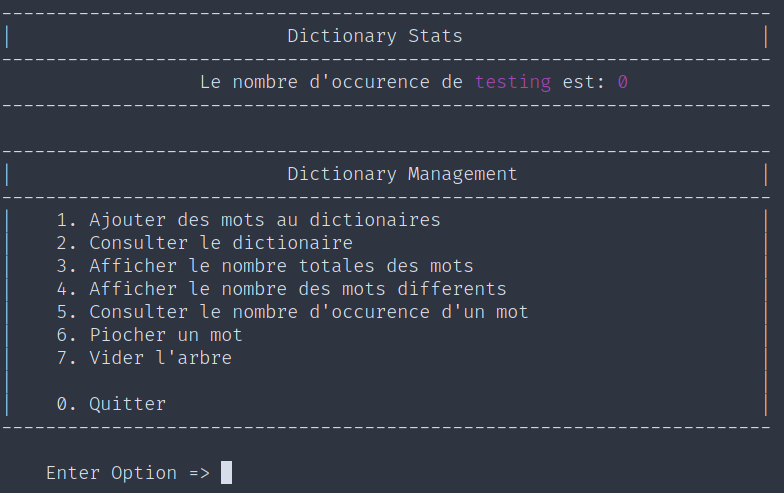 Dictionary Stats
Le nombre d'occurence de testing est: 0
Dictionary Management
1. Ajouter des mots au dictionaires
2. Consulter le dictionaire
3. Afficher le nombre totales des mots
4. Afficher le nombre des mots differents
5. Consulter le nombre d'occurence d'un mot
6. Piocher un mot
7. Vider l'arbre
0. Quitter
Enter Option =>